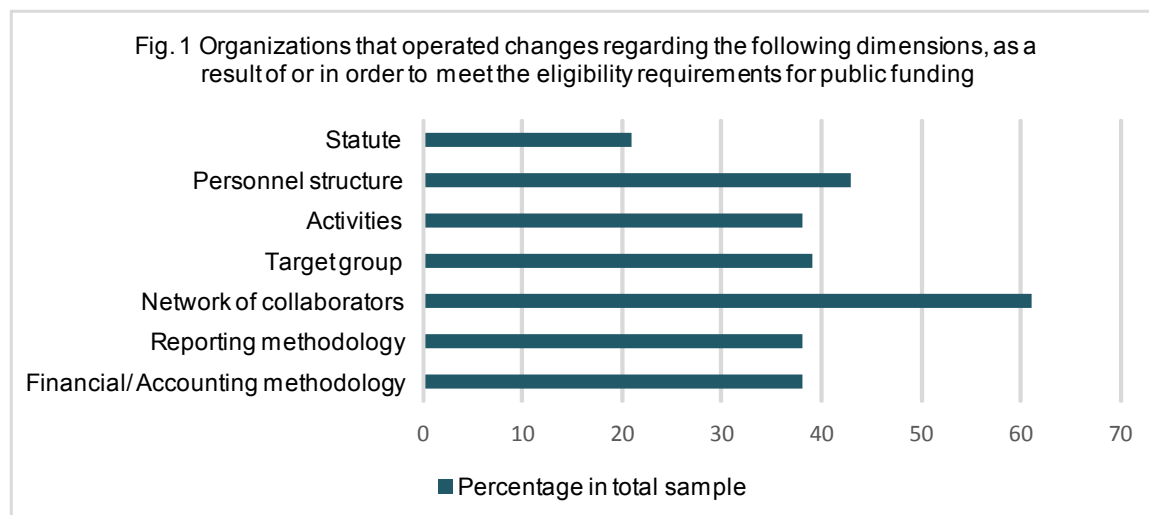 Fig. 1 Organizations that operated changes regarding the following dimensions, as a
result of or in order to meet the eligibility requirements for public funding
Statute
Personnel structure
Activities
Target group
Network of collaborators
Reporting methodology
Financial/Accounting methodology
0 10 20 30 40 50 60 70
Percentage in total sample